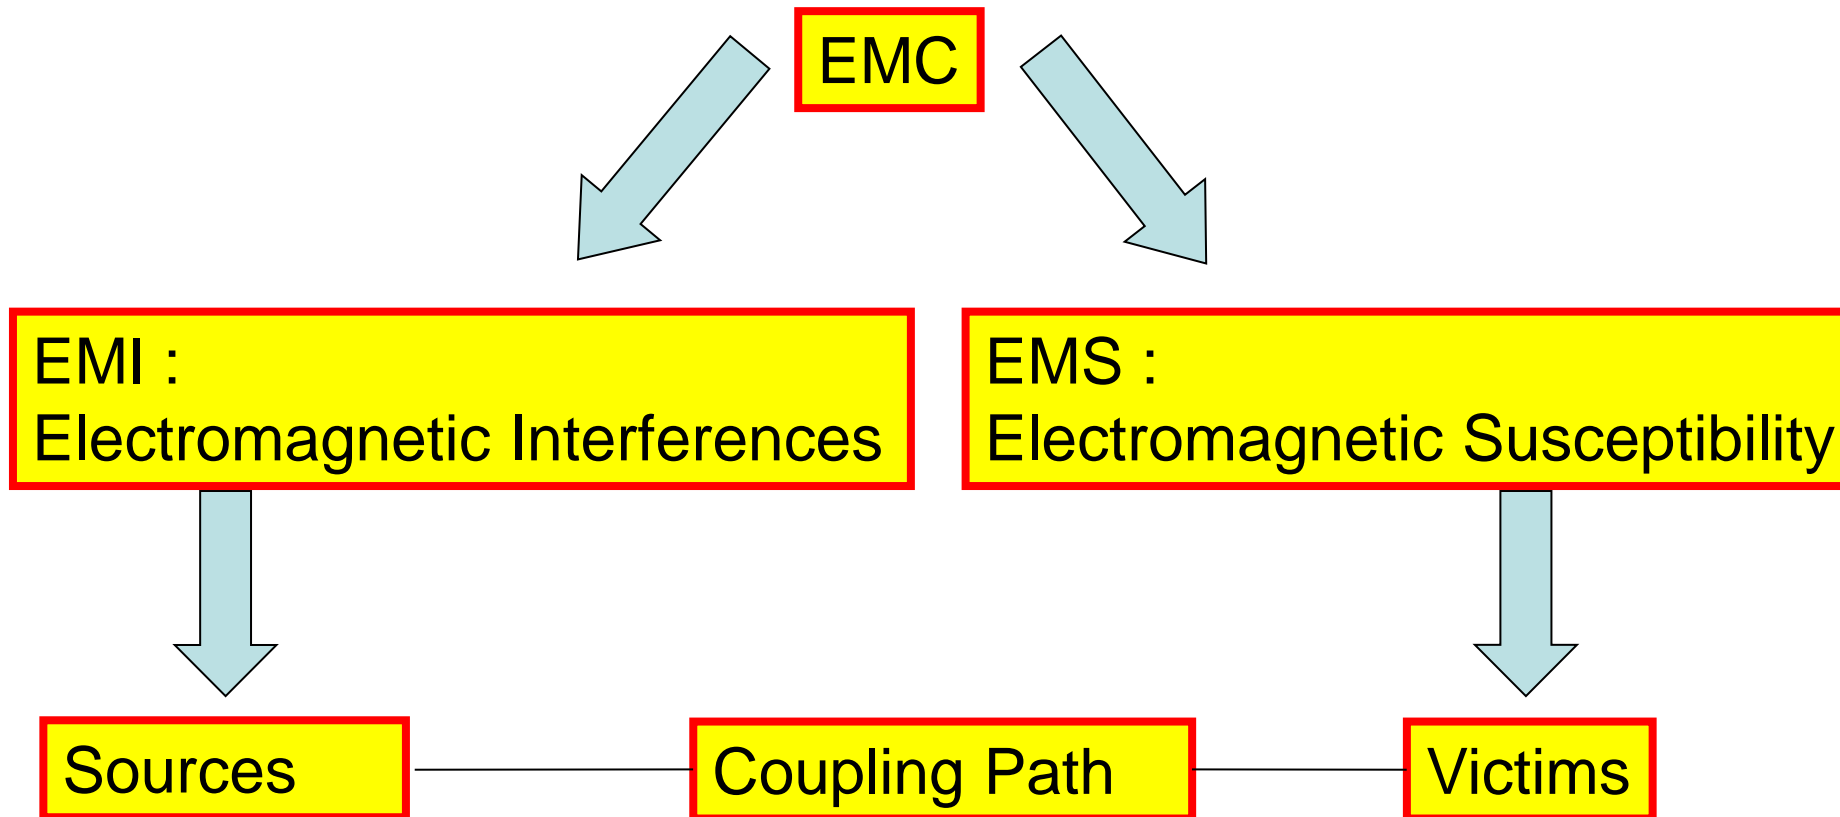 EMC
EMI :
Electromagnetic Interferences
EMS :
Electromagnetic Susceptibility
Sources
Coupling Path
Victims